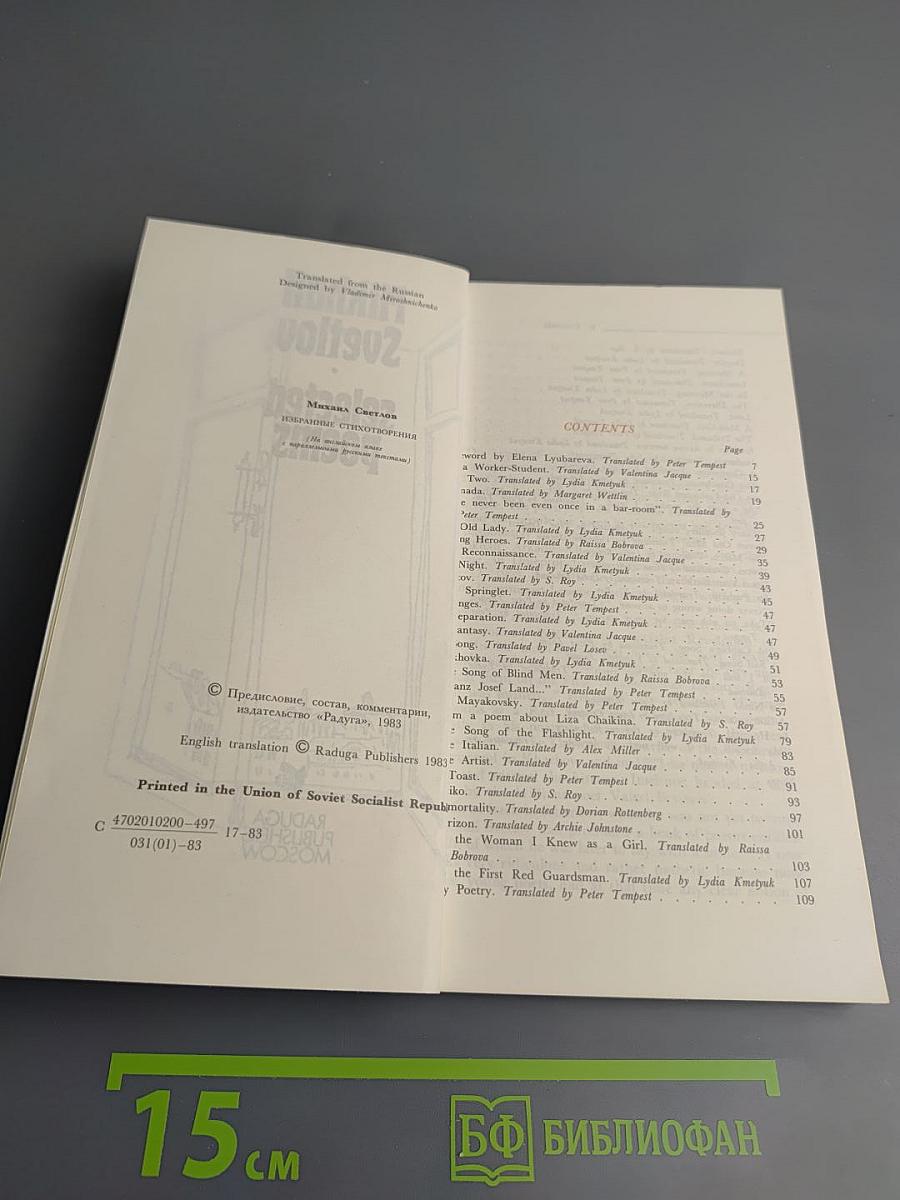 Translated from the Russian
Designed by Vladimir Miroshnichenko
Михаил Светлов
ИЗБРАННЫЕ СТИХОТВОРЕНИЯ
(На английском языке
с параллельными русскими текстами)
© Предисловие, состав, комментарии,
издательство «Радуга», 1983
English translation © Raduga Publishers 1983
Printed in the Union of Soviet Socialist Repub
С 4702010200–497 17–83
031(01)–83
CONTENTS
Page
word by Elena Lyubareva. Translated by Peter Tempest 7
a Worker-Student. Translated by Valentina Jacque . . 15
Two. Translated by Lydia Kmetyuk . . . . . . 17
nada. Translated by Margaret Wettlin . . . . . . 19
e never been even once in a bar-room". Translated by
Peter Tempest . . . . . . . . . . 25
Old Lady. Translated by Lydia Kmetyuk . . . . . 27
ng Heroes. Translated by Raissa Bobrova . . . . . 29
Reconnaissance. Translated by Valentina Jacque . . . 35
Night. Translated by Lydia Kmetyuk . . . . . . 39
ov. Translated by S. Roy . . . . . . . . 43
Springlet. Translated by Lydia Kmetyuk . . . . . 45
nges. Translated by Peter Tempest . . . . . . 47
eparation. Translated by Lydia Kmetyuk . . . . . 47
antasy. Translated by Valentina Jacque . . . . . 47
ong. Translated by Pavel Losev . . . . . . . 49
hovka. Translated by Lydia Kmetyuk . . . . . . 51
Song of Blind Men. Translated by Raissa Bobrova . . 53
anz Josef Land..." Translated by Peter Tempest . . . 55
Mayakovsky. Translated by Peter Tempest . . . . . 57
m a poem about Liza Chaikina. Translated by S. Roy 57
e Song of the Flashlight. Translated by Lydia Kmetyuk 79
e Italian. Translated by Alex Miller . . . . . . 83
e Artist. Translated by Valentina Jacque . . . . . 85
Toast. Translated by Peter Tempest . . . . . . 91
iko. Translated by S. Roy . . . . . . . . 93
mortality. Translated by Dorian Rottenberg . . . . . 97
rizon. Translated by Archie Johnstone . . . . . . 101
the Woman I Knew as a Girl. Translated by Raissa
Bobrova . . . . . . . . . . . . 103
the First Red Guardsman. Translated by Lydia Kmetyuk 107
y Poetry. Translated by Peter Tempest . . . . . . 109
15 см
БФ БИБЛИОФАН